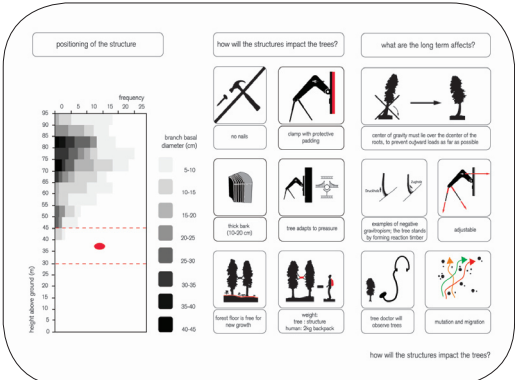 positioning of the structure
how will the structures impact the trees?
what are the long term affects?
frequency
0 5 10 15 20 25
95
90
85
80
75
70
65
60
55
50
45
40
35
30
25
20
15
10
5
0
height above ground (m)
branch basal
diameter (cm)
5-10
10-15
15-20
20-25
25-30
30-35
35-40
40-45
no nails
clamp with protective
padding
center of gravity must lie over the diamter of the
roots, to prevent outward loads as far as possible
thick bark
(10-20 cm)
tree adapts to pressure
examples of negative
gravitropism; the tree stands
by forming reaction timber
adjustable
forest floor is free for
new growth
weight:
tree : structure
human: 2kg backpack
tree doctor will
observe trees
mutation and migration
how will the structures impact the trees?